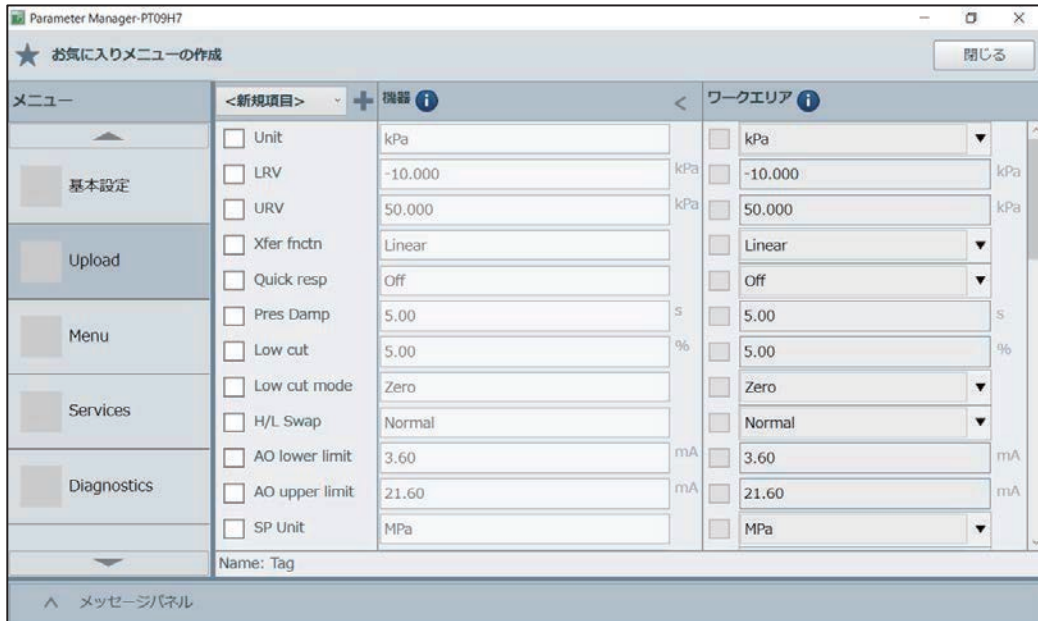 Parameter Manager-PT09H7
お気に入りメニューの作成
閉じる
メニュー
<新規項目>
機器
<
ワークエリア
基本設定
Upload
Menu
Services
Diagnostics
Unit kPa kPa
LRV -10.000 kPa -10.000 kPa
URV 50.000 kPa 50.000 kPa
Xfer fnctn Linear Linear
Quick resp Off Off
Pres Damp 5.00 s 5.00 s
Low cut 5.00 % 5.00 %
Low cut mode Zero Zero
H/L Swap Normal Normal
AO lower limit 3.60 mA 3.60 mA
AO upper limit 21.60 mA 21.60 mA
SP Unit MPa MPa
Name: Tag
メッセージパネル